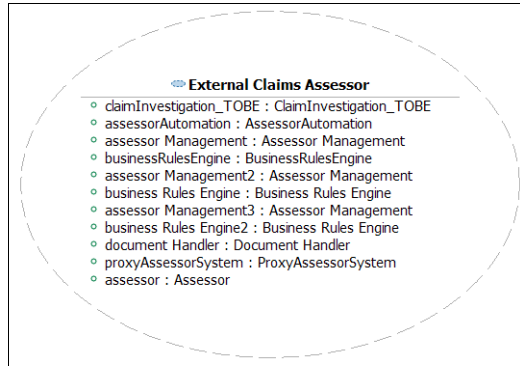 External Claims Assessor
claimInvestigation_TOBE : ClaimInvestigation_TOBE
assessorAutomation : AssessorAutomation
assessor Management : Assessor Management
businessRulesEngine : BusinessRulesEngine
assessor Management2 : Assessor Management
business Rules Engine : Business Rules Engine
assessor Management3 : Assessor Management
business Rules Engine2 : Business Rules Engine
document Handler : Document Handler
proxyAssessorSystem : ProxyAssessorSystem
assessor : Assessor